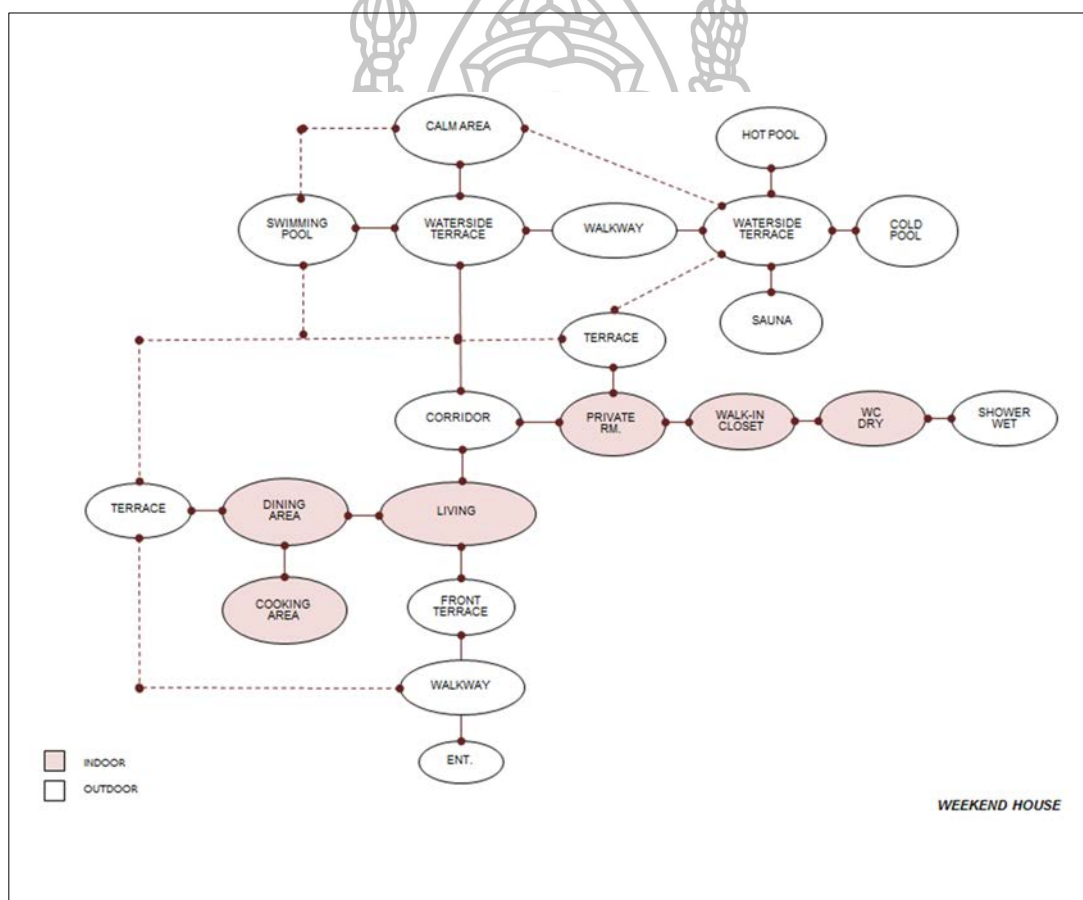 CALM AREA
HOT POOL
SWIMMING
POOL
WATERSIDE
TERRACE
WALKWAY
WATERSIDE
TERRACE
COLD
POOL
SAUNA
TERRACE
CORRIDOR
PRIVATE
RM.
WALK-IN
CLOSET
WC
DRY
SHOWER
WET
TERRACE
DINING
AREA
LIVING
COOKING
AREA
FRONT
TERRACE
WALKWAY
ENT.
INDOOR
OUTDOOR
WEEKEND HOUSE